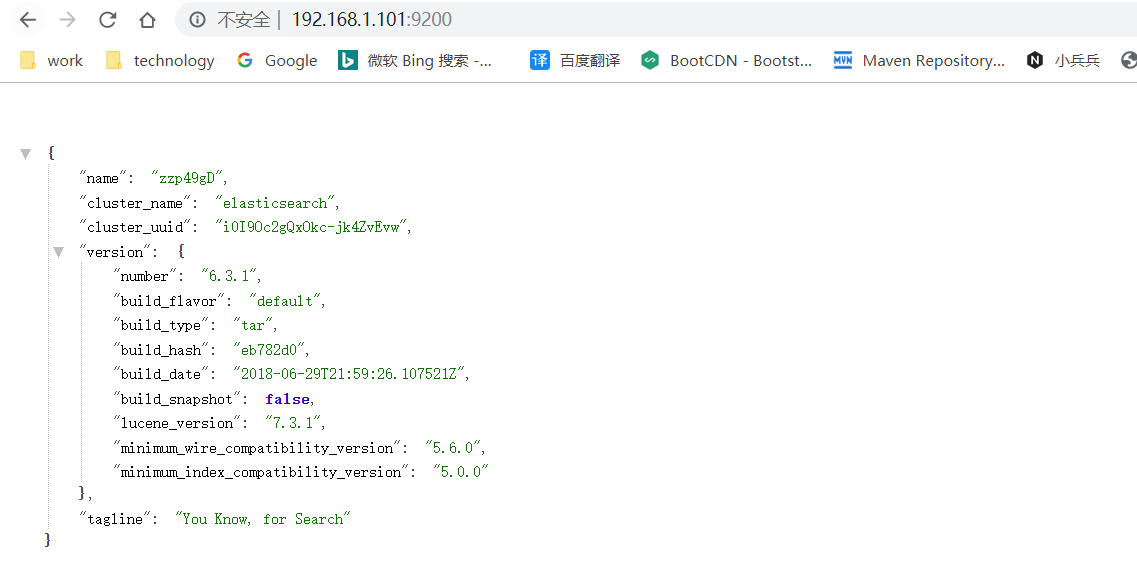 不安全 | 192.168.1.101:9200
work technology Google 微软 Bing 搜索 -... 译 百度翻译 BootCDN - Bootst... MVN Maven Repository... N 小兵兵
{
"name": "zzp49gD",
"cluster_name": "elasticsearch",
"cluster_uuid": "i0I9Oc2gQxOkc-jk4ZvEvw",
"version": {
"number": "6.3.1",
"build_flavor": "default",
"build_type": "tar",
"build_hash": "eb782d0",
"build_date": "2018-06-29T21:59:26.107521Z",
"build_snapshot": false,
"lucene_version": "7.3.1",
"minimum_wire_compatibility_version": "5.6.0",
"minimum_index_compatibility_version": "5.0.0"
},
"tagline": "You Know, for Search"
}